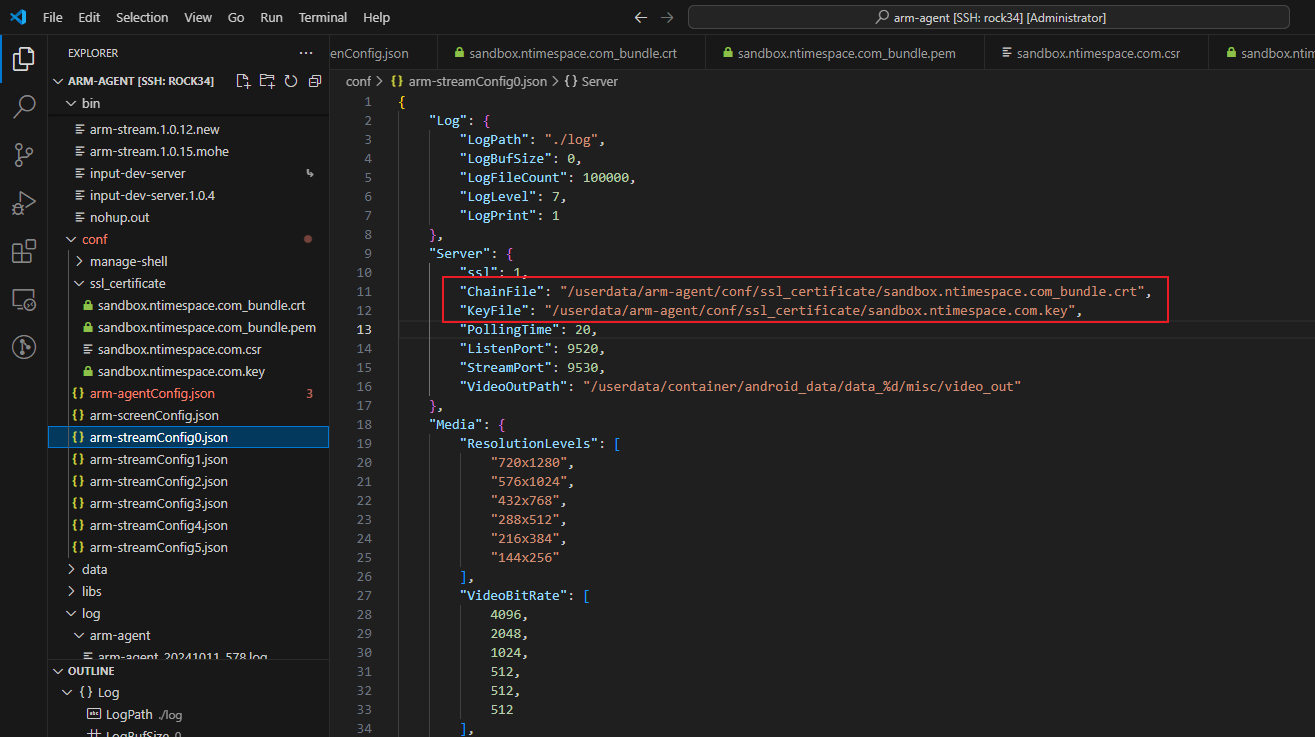 File Edit Selection View Go Run Terminal Help
arm-agent [SSH: rock34] [Administrator]
EXPLORER
ARM-AGENT [SSH: ROCK34]
bin
arm-stream.1.0.12.new
arm-stream.1.0.15.mohe
input-dev-server
input-dev-server.1.0.4
nohup.out
conf
manage-shell
ssl_certificate
sandbox.ntimespace.com_bundle.crt
sandbox.ntimespace.com_bundle.pem
sandbox.ntimespace.com.csr
sandbox.ntimespace.com.key
arm-agentConfig.json 3
arm-screenConfig.json
arm-streamConfig0.json
arm-streamConfig1.json
arm-streamConfig2.json
arm-streamConfig3.json
arm-streamConfig4.json
arm-streamConfig5.json
data
libs
log
arm-agent
arm-agent_20241011_578.log
OUTLINE
{} Log
LogPath ./log
LogBufSize 0
enConfig.json sandbox.ntimespace.com_bundle.crt sandbox.ntimespace.com_bundle.pem sandbox.ntimespace.com.csr sandbox.ntim
conf > {} arm-streamConfig0.json > {} Server
1 {
2 "Log": {
3 "LogPath": "./log",
4 "LogBufSize": 0,
5 "LogFileCount": 100000,
6 "LogLevel": 7,
7 "LogPrint": 1
8 },
9 "Server": {
10 "ssl": 1,
11 "ChainFile": "/userdata/arm-agent/conf/ssl_certificate/sandbox.ntimespace.com_bundle.crt",
12 "KeyFile": "/userdata/arm-agent/conf/ssl_certificate/sandbox.ntimespace.com.key",
13 "PollingTime": 20,
14 "ListenPort": 9520,
15 "StreamPort": 9530,
16 "VideoOutPath": "/userdata/container/android_data/data_%d/misc/video_out"
17 },
18 "Media": {
19 "ResolutionLevels": [
20 "720x1280",
21 "576x1024",
22 "432x768",
23 "288x512",
24 "216x384",
25 "144x256"
26 ],
27 "VideoBitRate": [
28 4096,
29 2048,
30 1024,
31 512,
32 512,
33 512
34 ],